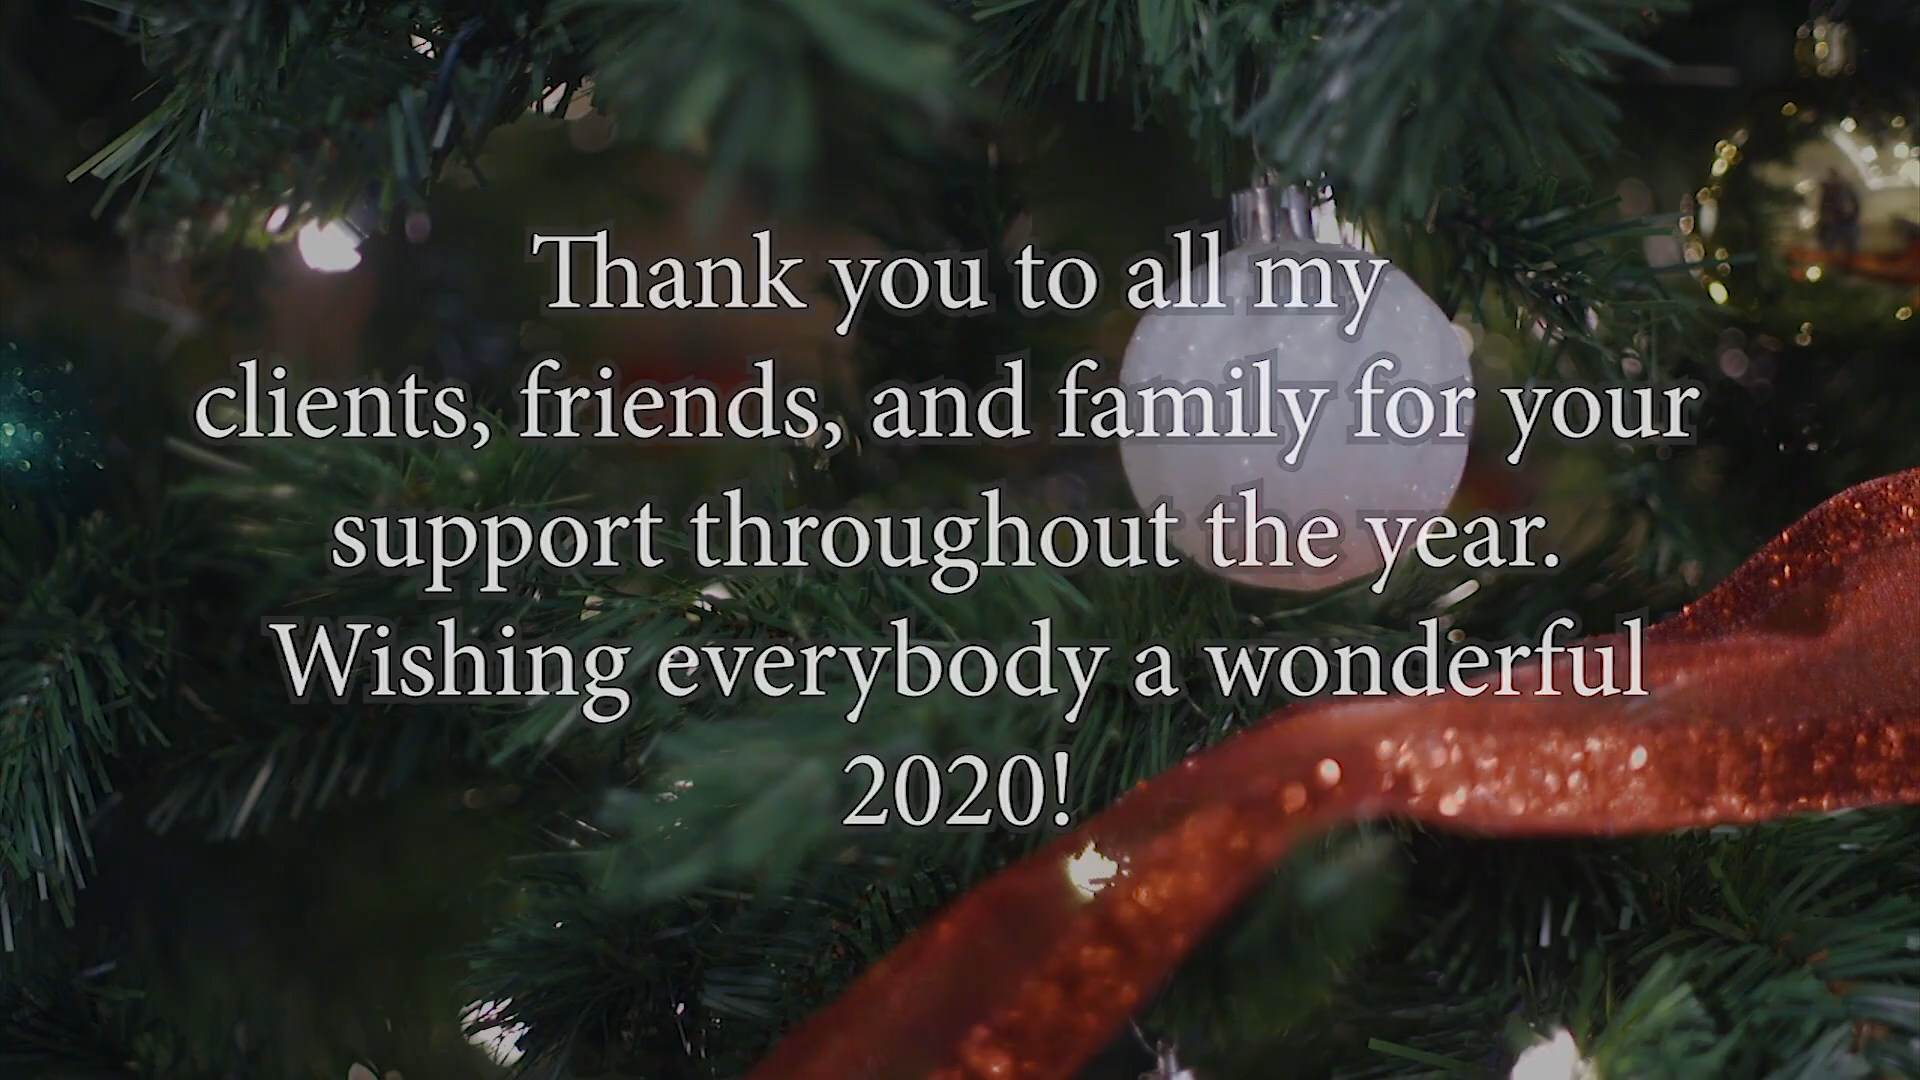 Thank you to all my
clients, friends, and family for your
support throughout the year.
Wishing everybody a wonderful
2020!